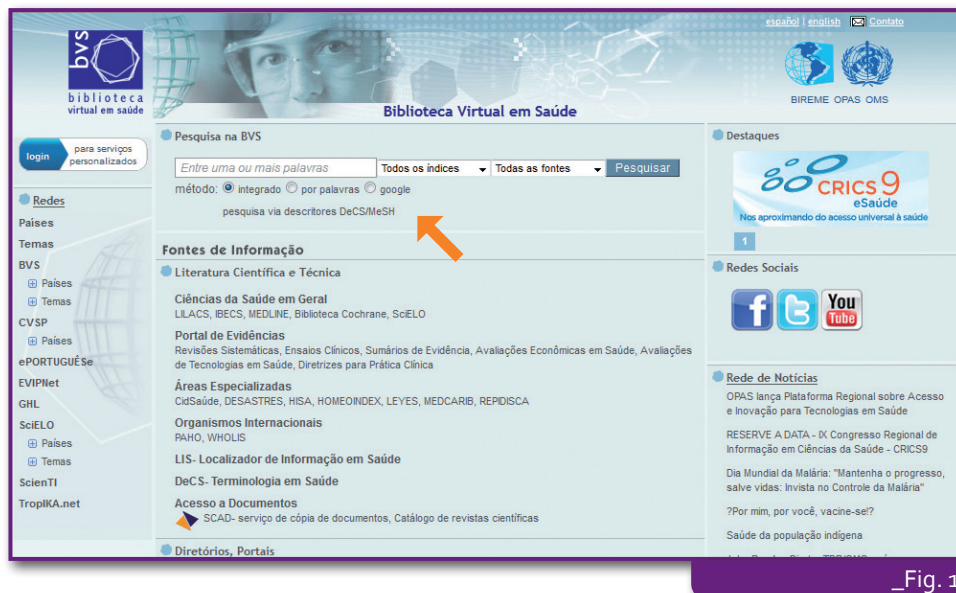 español | english Contato
bvs
biblioteca
virtual em saúde
Biblioteca Virtual em Saúde
BIREME OPAS OMS
login para serviços
personalizados
Redes
Países
Temas
BVS
Países
Temas
CVSP
Países
ePORTUGUÊSe
EVIPNet
GHL
SciELO
Países
Temas
ScienTI
TropIKA.net
Pesquisa na BVS
Entre uma ou mais palavras Todos os índices Todas as fontes Pesquisar
método: integrado por palavras google
pesquisa via descritores DeCS/MeSH
Fontes de Informação
Literatura Científica e Técnica
Ciências da Saúde em Geral
LILACS, IBECS, MEDLINE, Biblioteca Cochrane, SciELO
Portal de Evidências
Revisões Sistemáticas, Ensaios Clínicos, Sumários de Evidência, Avaliações Econômicas em Saúde, Avaliações
de Tecnologias em Saúde, Diretrizes para Prática Clínica
Áreas Especializadas
CidSaúde, DESASTRES, HISA, HOMEOINDEX, LEYES, MEDCARIB, REPIDISCA
Organismos Internacionais
PAHO, WHOLIS
LIS- Localizador de Informação em Saúde
DeCS- Terminologia em Saúde
Acesso a Documentos
SCAD- serviço de cópia de documentos, Catálogo de revistas científicas
Diretórios, Portais
Destaques
CRICS 9
eSaúde
Nos aproximando do acesso universal à saúde
1
Redes Sociais
f
You
Tube
Rede de Notícias
OPAS lança Plataforma Regional sobre Acesso
e Inovação para Tecnologias em Saúde
RESERVE A DATA - IX Congresso Regional de
Informação em Ciências da Saúde - CRICS9
Dia Mundial da Malária: "Mantenha o progresso,
salve vidas: Invista no Controle da Malária"
?Por mim, por você, vacine-se!?
Saúde da população indígena
_Fig. 1